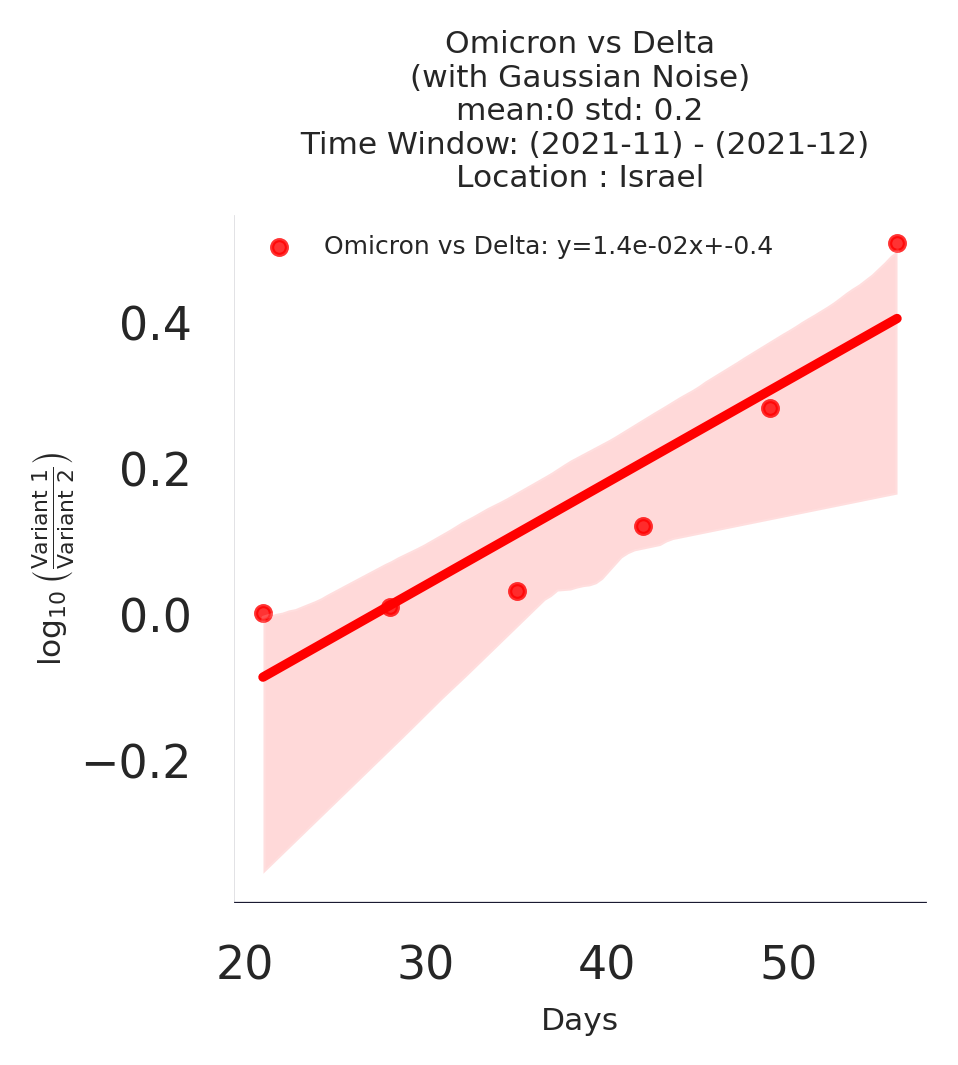 Omicron vs Delta
(with Gaussian Noise)
mean:0 std: 0.2
Time Window: (2021-11) - (2021-12)
Location : Israel
Omicron vs Delta: y=1.4e-02x+-0.4
0.4
0.2
0.0
−0.2
log₁₀ (Variant 1 / Variant 2)
20 30 40 50
Days